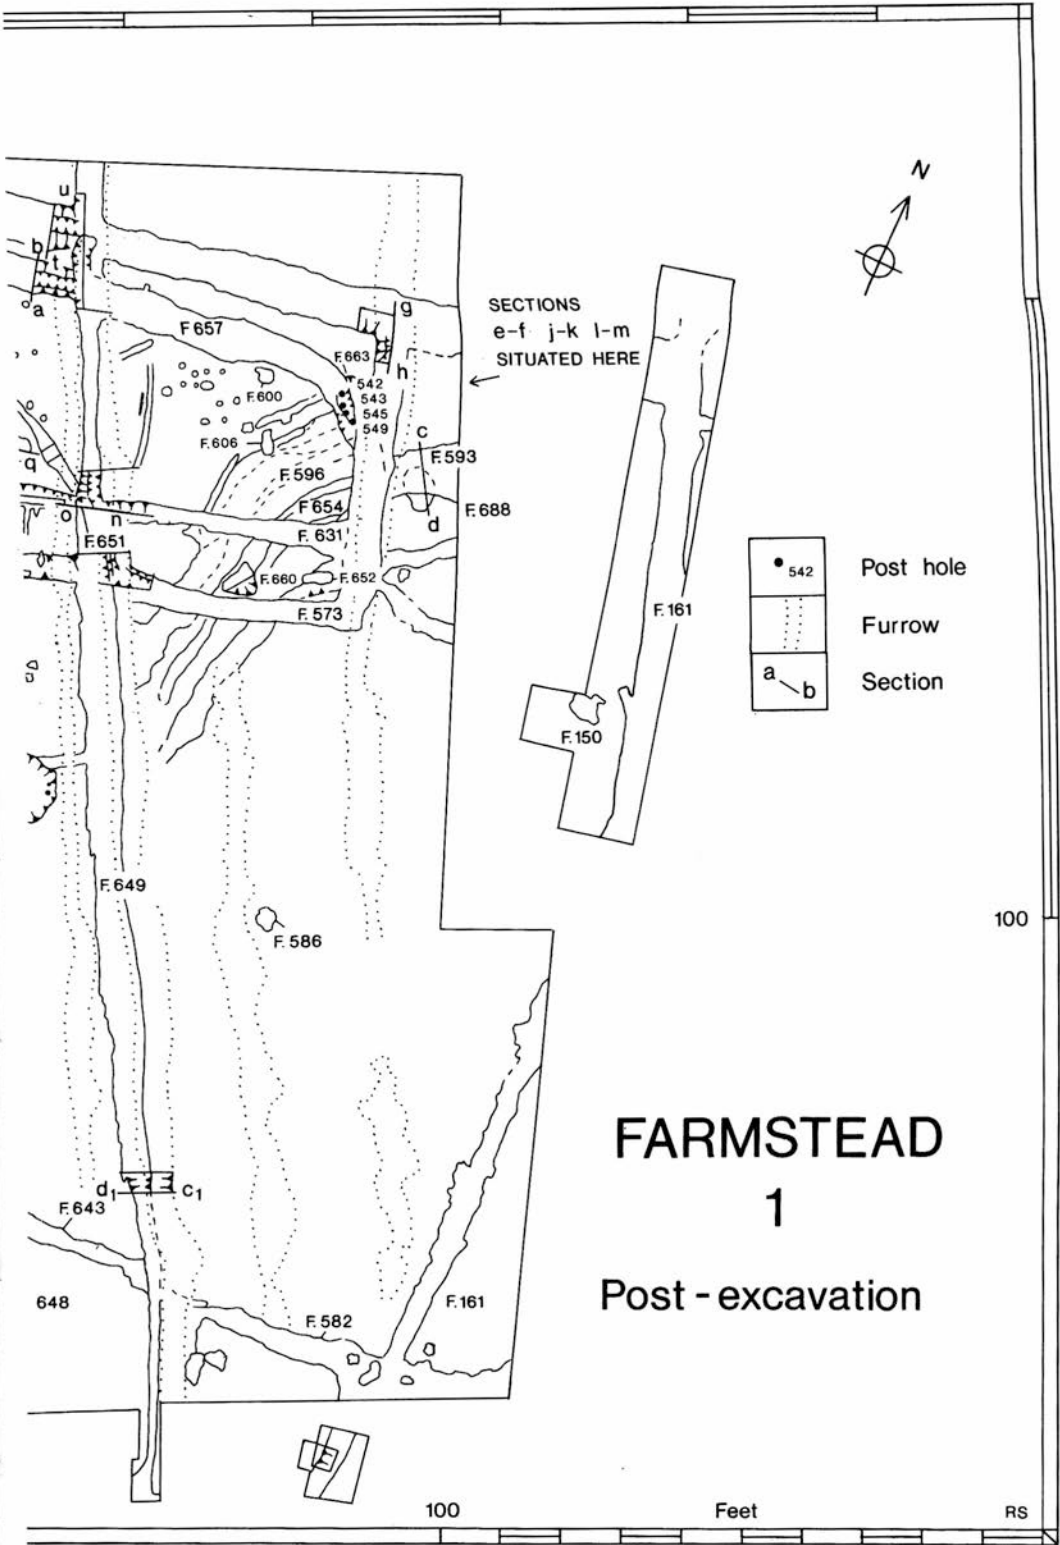 N
u
b
t
a
g
SECTIONS
e-f j-k l-m
SITUATED HERE
F 657
F.663
h
542
543
545
549
F.600
F.606
c
F.593
q
F.596
F.654
F.688
d
o
n
F. 631
F.651
542
Post hole
F.660
F.652
F.573
F.161
Furrow
a
b
Section
F.150
F.649
100
F. 586
FARMSTEAD
1
d1
c1
F.643
Post - excavation
648
F.161
F. 582
100
Feet
RS